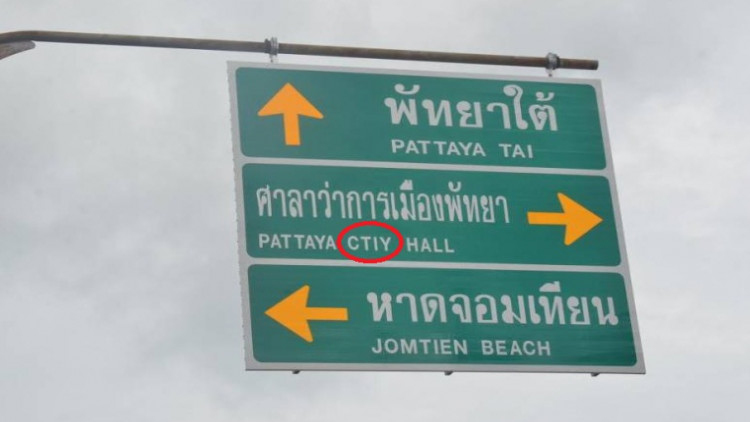 พัทยาใต้
PATTAYA TAI
ศาลาว่าการเมืองพัทยา
PATTAYA CTIY HALL
หาดจอมเทียน
JOMTIEN BEACH